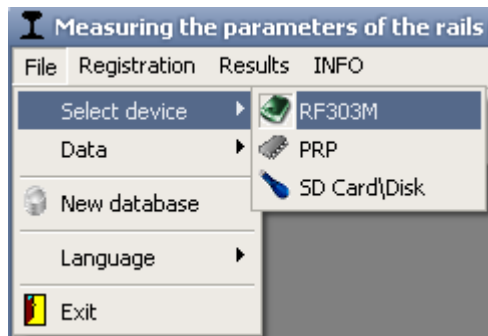 Measuring the parameters of the rails
File Registration Results INFO
Select device RF303M
Data PRP
SD Card\Disk
New database
Language
Exit